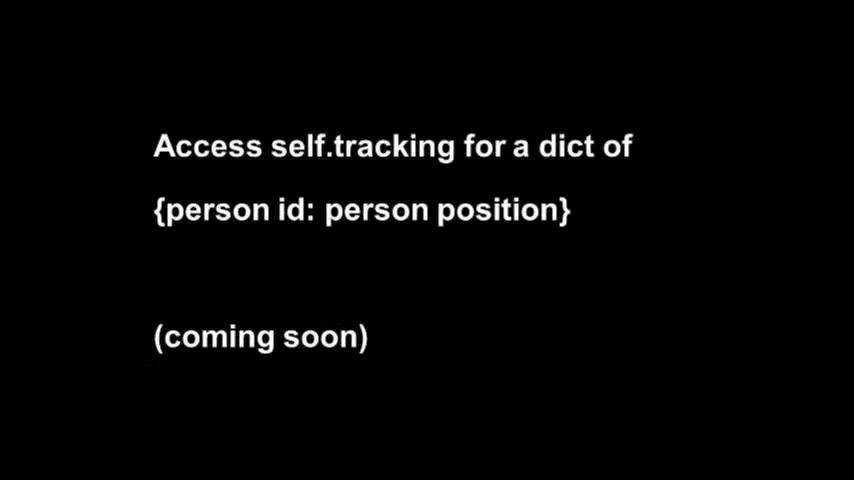 Access self.tracking for a dict of
{person id: person position}
(coming soon)